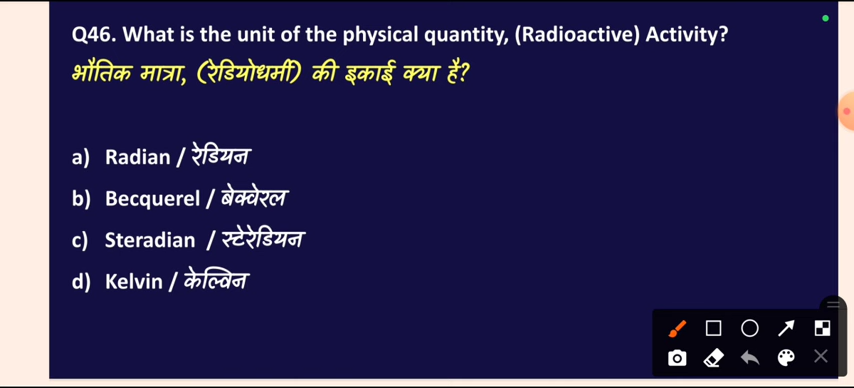 Q46. What is the unit of the physical quantity, (Radioactive) Activity?
भौतिक मात्रा, (रेडियोधर्मी) की इकाई क्या है?
a) Radian / रेडियन
b) Becquerel / बेक्वेरल
c) Steradian / स्टेरेडियन
d) Kelvin / केल्विन